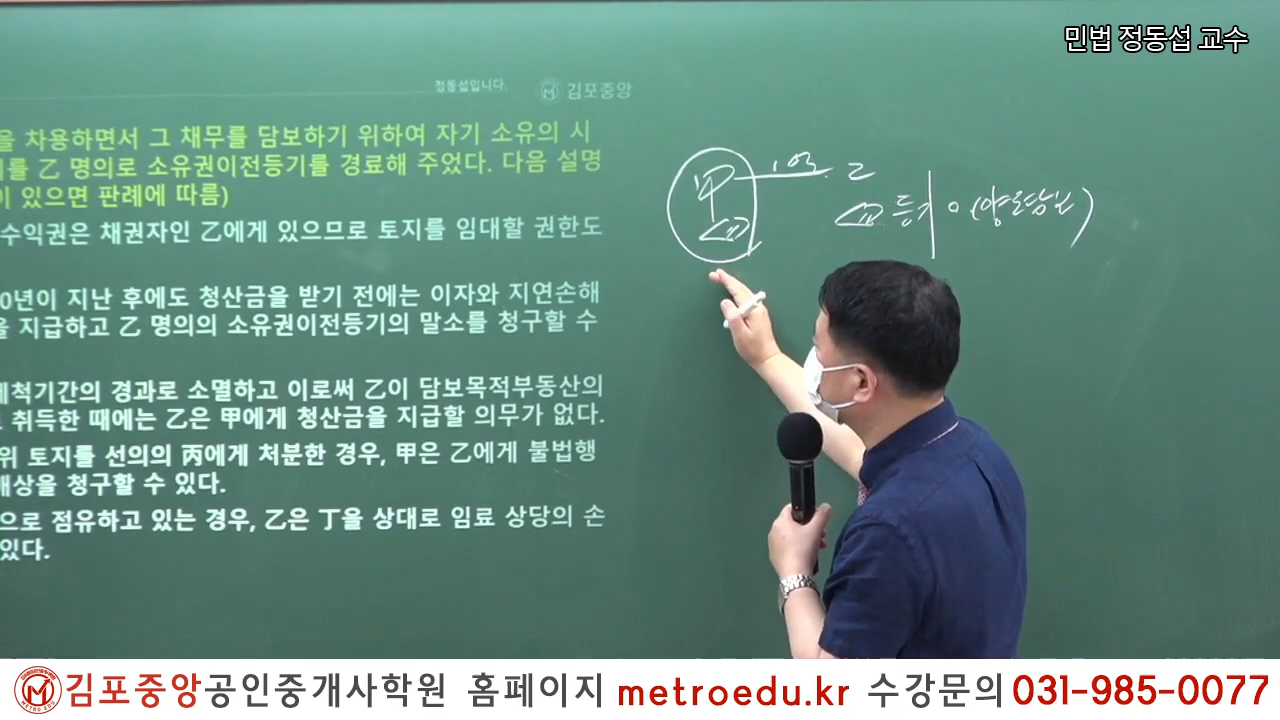 민법 정동섭 교수
정동섭입니다.
김포중앙
을 차용하면서 그 채무를 담보하기 위하여 자기 소유의 시
를 乙 명의로 소유권이전등기를 경료해 주었다. 다음 설명
이 있으면 판례에 따름)
수익권은 채권자인 乙에게 있으므로 토지를 임대할 권한도
0년이 지난 후에도 청산금을 받기 전에는 이자와 지연손해
을 지급하고 乙 명의의 소유권이전등기의 말소를 청구할 수
제척기간의 경과로 소멸하고 이로써 乙이 담보목적부동산의
취득한 때에는 乙은 甲에게 청산금을 지급할 의무가 없다.
위 토지를 선의의 丙에게 처분한 경우, 甲은 乙에게 불법행
배상을 청구할 수 있다.
으로 점유하고 있는 경우, 乙은 丁을 상대로 임료 상당의 손
있다.
甲 1억 乙
등기
김포중앙공인중개사학원 홈페이지 metroedu.kr 수강문의 031-985-0077
METRO EDU